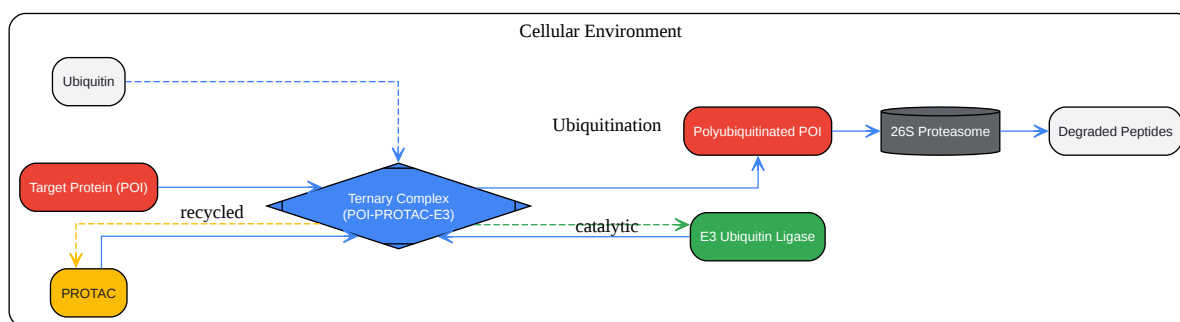 Cellular Environment
Ubiquitin
Ubiquitination
Polyubiquitinated POI
26S Proteasome
Degraded Peptides
Target Protein (POI)
Ternary Complex
(POI-PROTAC-E3)
recycled
catalytic
E3 Ubiquitin Ligase
PROTAC